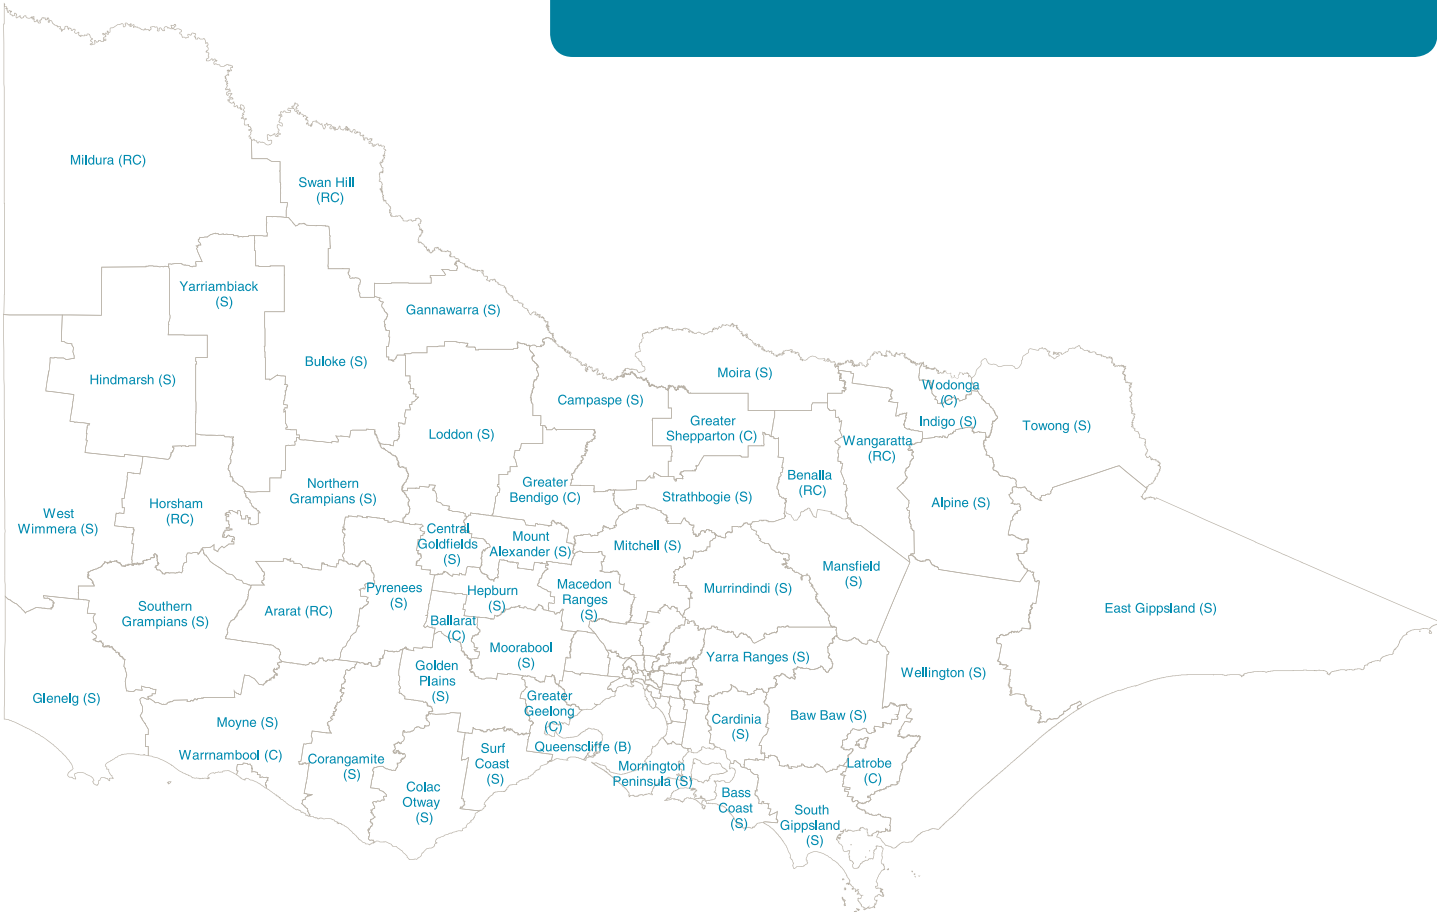 Mildura (RC)
Swan Hill
(RC)
Yarriambiack
(S)
Gannawarra (S)
Buloke (S)
Hindmarsh (S)
Moira (S)
Wodonga
(C)
Campaspe (S)
Indigo (S)
Towong (S)
Greater
Shepparton (C)
Loddon (S)
Wangaratta
(RC)
Benalla
(RC)
Northern
Grampians (S)
Greater
Bendigo (C)
Strathbogie (S)
Alpine (S)
Horsham
(RC)
West
Wimmera (S)
Central
Goldfields
(S)
Mount
Alexander (S)
Mitchell (S)
Mansfield
(S)
Pyrenees
(S)
Hepburn
(S)
Macedon
Ranges
(S)
Murrindindi (S)
Southern
Grampians (S)
Ararat (RC)
East Gippsland (S)
Ballarat
(C)
Moorabool
(S)
Yarra Ranges (S)
Golden
Plains
(S)
Wellington (S)
Glenelg (S)
Greater
Geelong
(C)
Moyne (S)
Cardinia
(S)
Baw Baw (S)
Warrnambool (C)
Corangamite
(S)
Surf
Coast
(S)
Queenscliffe (B)
Mornington
Peninsula (S)
Latrobe
(C)
Colac
Otway
(S)
Bass
Coast
(S)
South
Gippsland
(S)